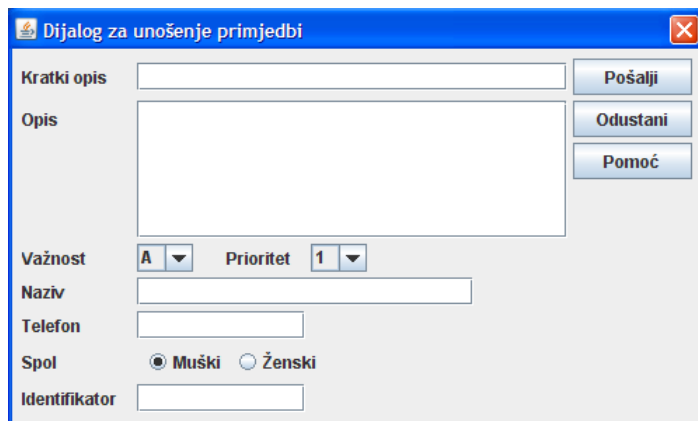 Dijalog za unošenje primjedbi
Kratki opis Pošalji
Opis Odustani
Pomoć
Važnost A Prioritet 1
Naziv
Telefon
Spol Muški Ženski
Identifikator